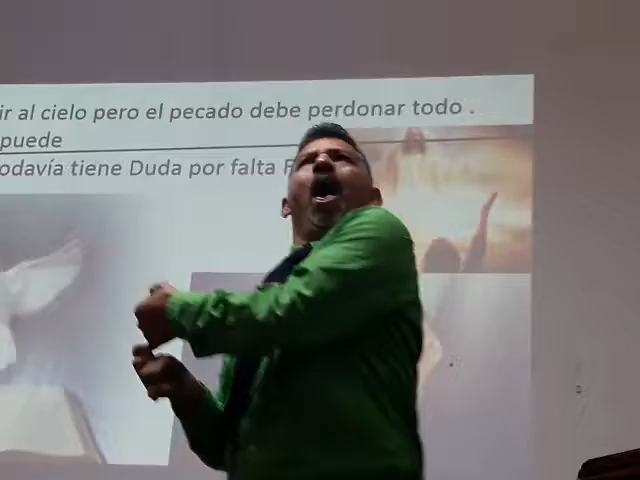 ir al cielo pero el pecado debe perdonar todo .
puede
odavía tiene Duda por falta F